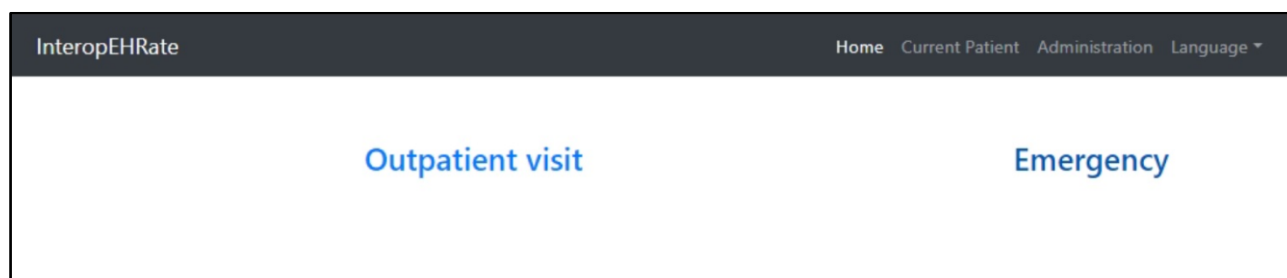 InteropEHRate Home Current Patient Administration Language
Outpatient visit Emergency